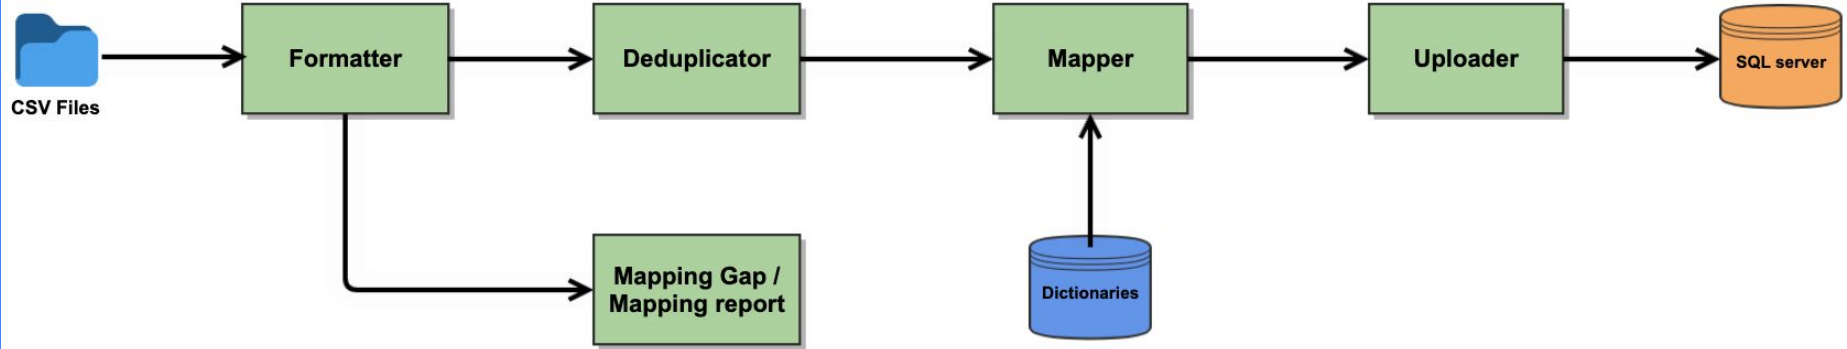 CSV Files
Formatter
Deduplicator
Mapper
Uploader
SQL server
Mapping Gap /
Mapping report
Dictionaries